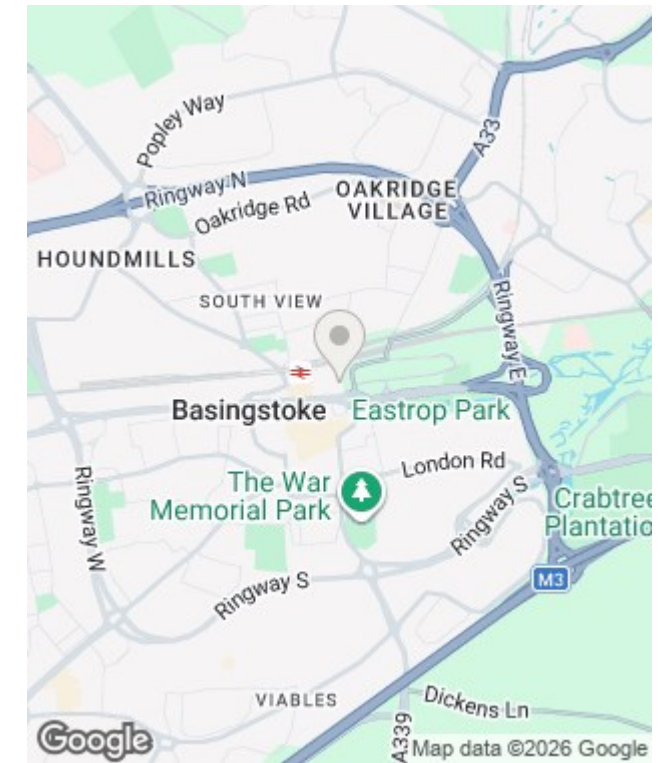 Popley Way
A33
Ringway N
OAKRIDGE
VILLAGE
Oakridge Rd
HOUNDMILLS
SOUTH VIEW
Ringway E
Basingstoke
Eastrop Park
London Rd
The War
Memorial Park
Ringway W
Ringway S
Crabtree
Plantatio
Ringway S
M3
VIABLES
Dickens Ln
A339
Google
Map data ©2026 Google